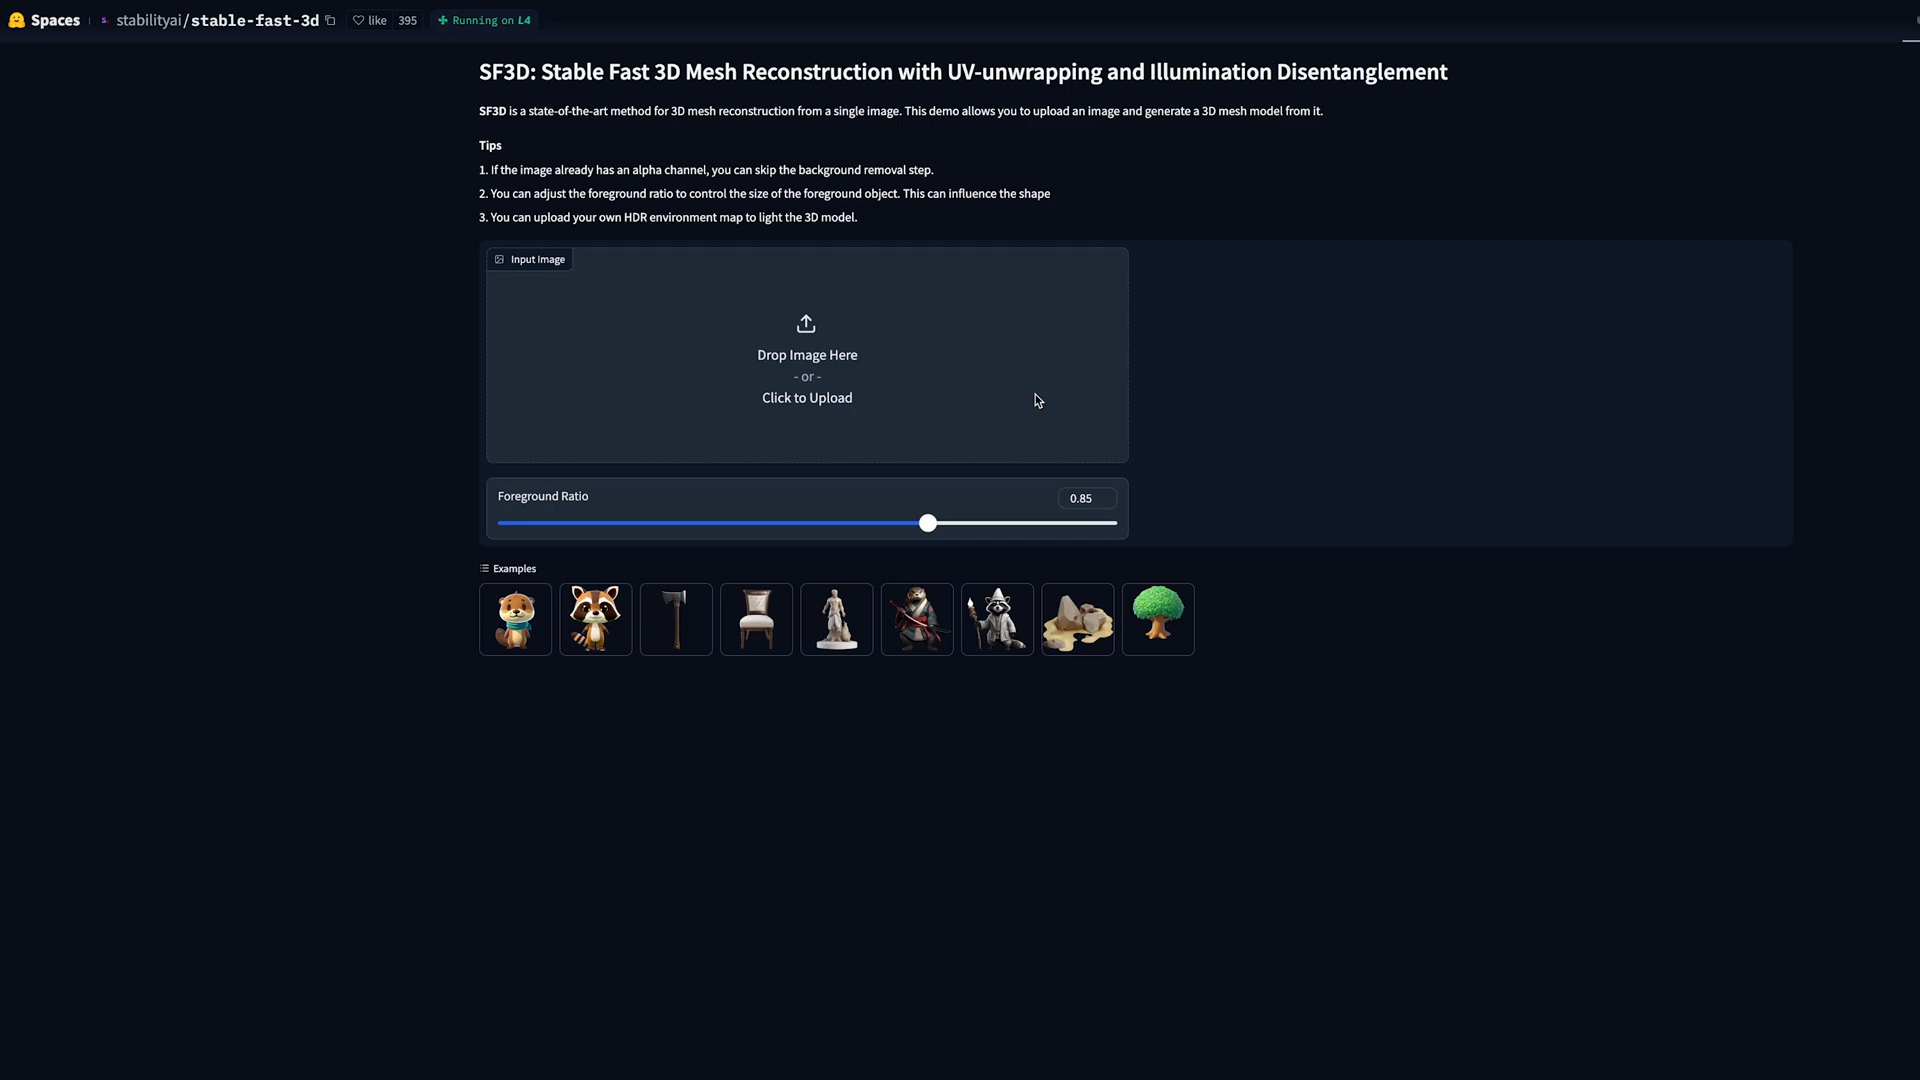 Spaces
stabilityai/stable-fast-3d
like 395
Running on L4
SF3D: Stable Fast 3D Mesh Reconstruction with UV-unwrapping and Illumination Disentanglement
SF3D is a state-of-the-art method for 3D mesh reconstruction from a single image. This demo allows you to upload an image and generate a 3D mesh model from it.
Tips
1. If the image already has an alpha channel, you can skip the background removal step.
2. You can adjust the foreground ratio to control the size of the foreground object. This can influence the shape
3. You can upload your own HDR environment map to light the 3D model.
Input Image
Drop Image Here
- or -
Click to Upload
Foreground Ratio
0.85
Examples